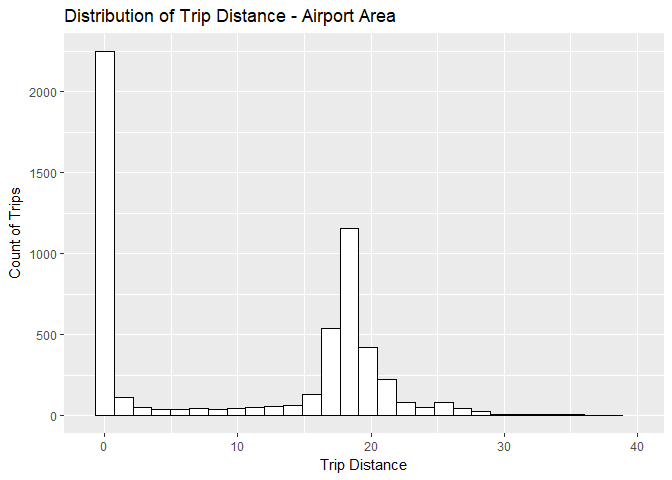 Distribution of Trip Distance - Airport Area
2000
1500
1000
500
0
Count of Trips
0 10 20 30 40
Trip Distance